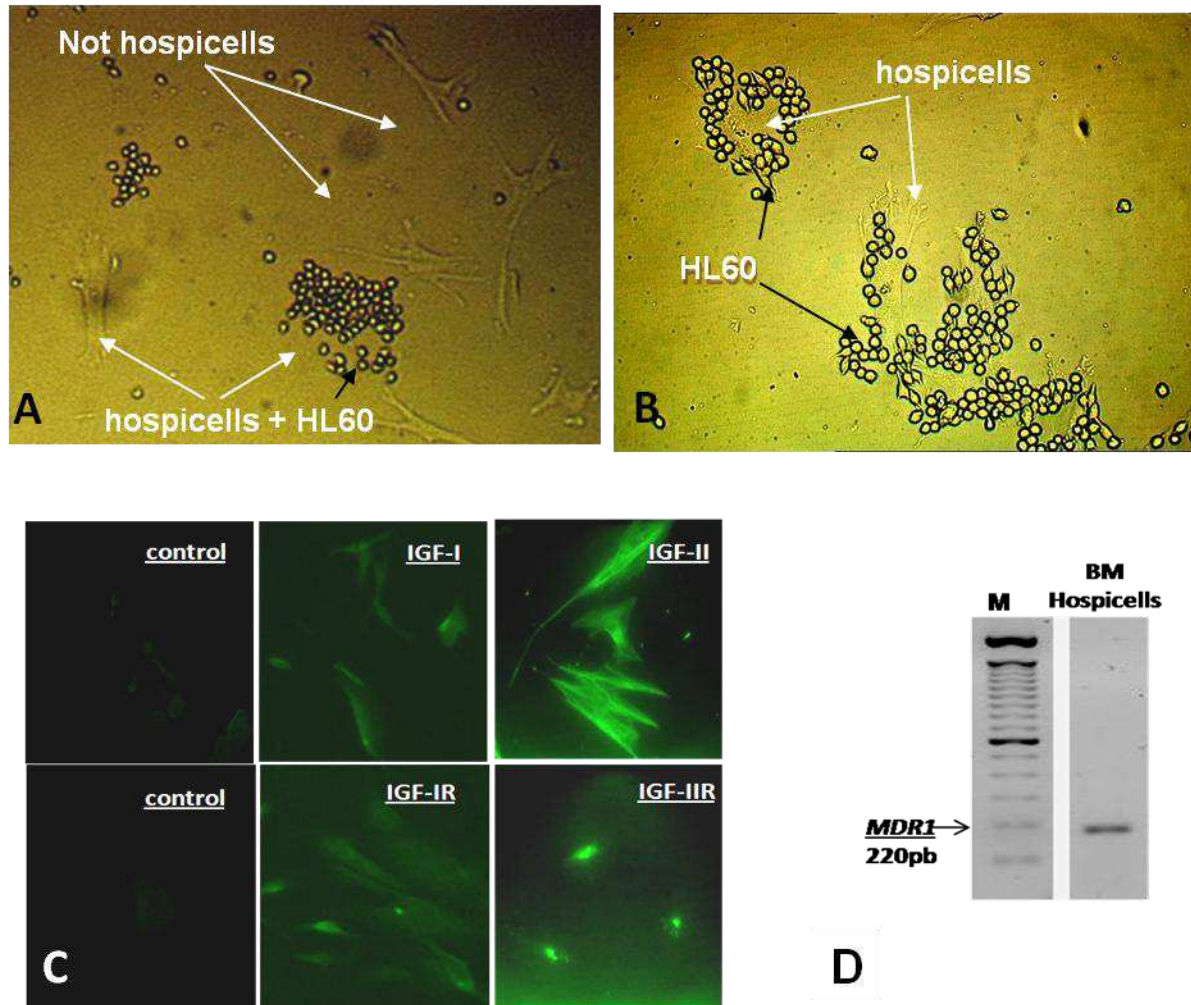 Not hospicells
hospicells + HL60
A
hospicells
HL60
B
control
IGF-I
IGF-II
control
IGF-IR
IGF-IIR
C
M
BM
Hospicells
MDR1
220pb
D